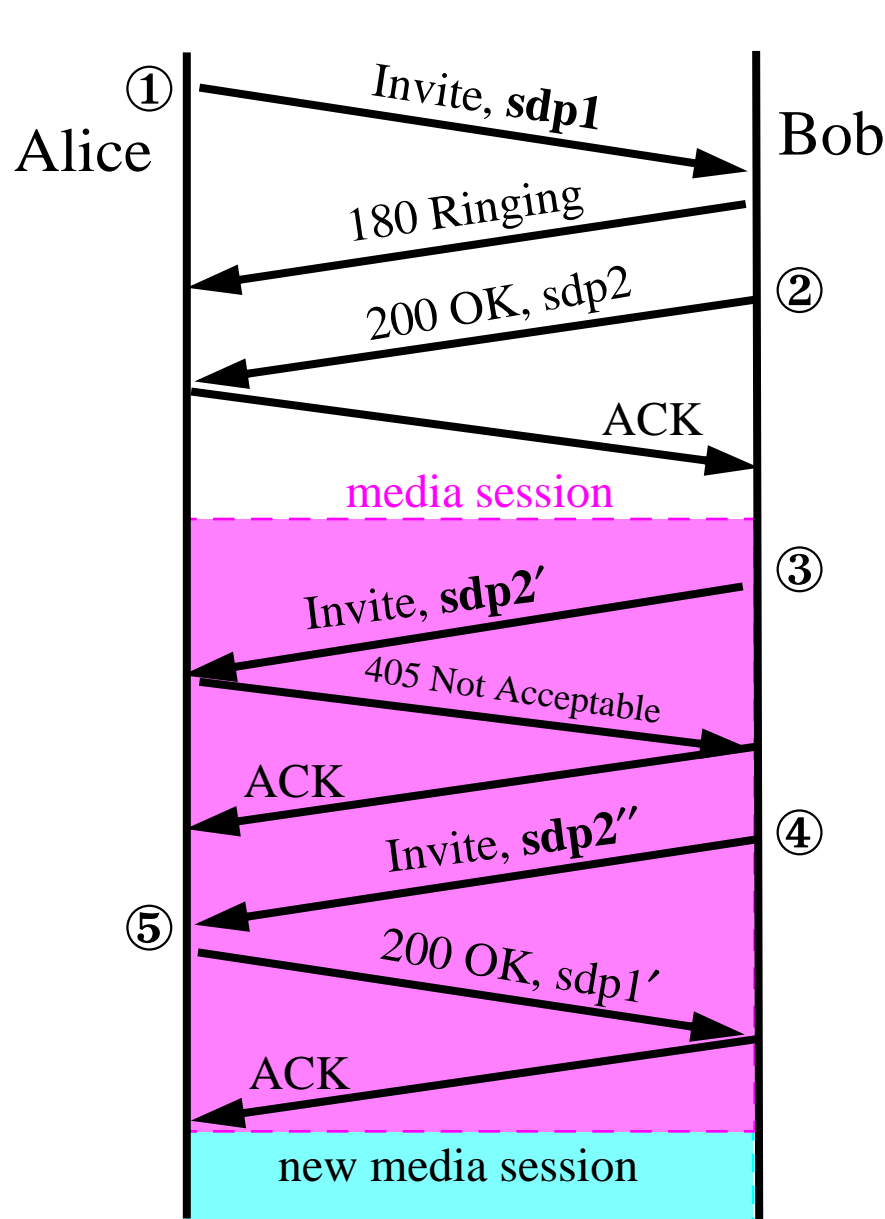 ①
Invite, sdp1
Bob
Alice
180 Ringing
②
200 OK, sdp2
ACK
media session
③
Invite, sdp2′
405 Not Acceptable
ACK
④
Invite, sdp2″
⑤
200 OK, sdp1′
ACK
new media session